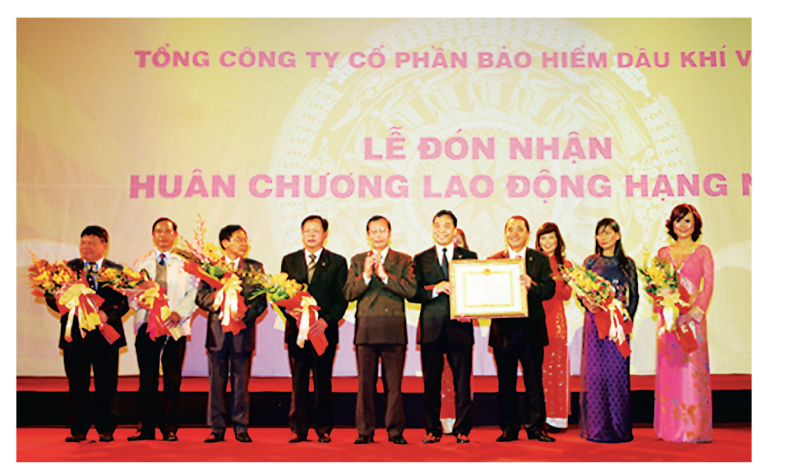 TỔNG CÔNG TY CỔ PHẦN BẢO HIỂM DẦU KHÍ V
LỄ ĐÓN NHẬN
HUÂN CHƯƠNG LAO ĐỘNG HẠNG N